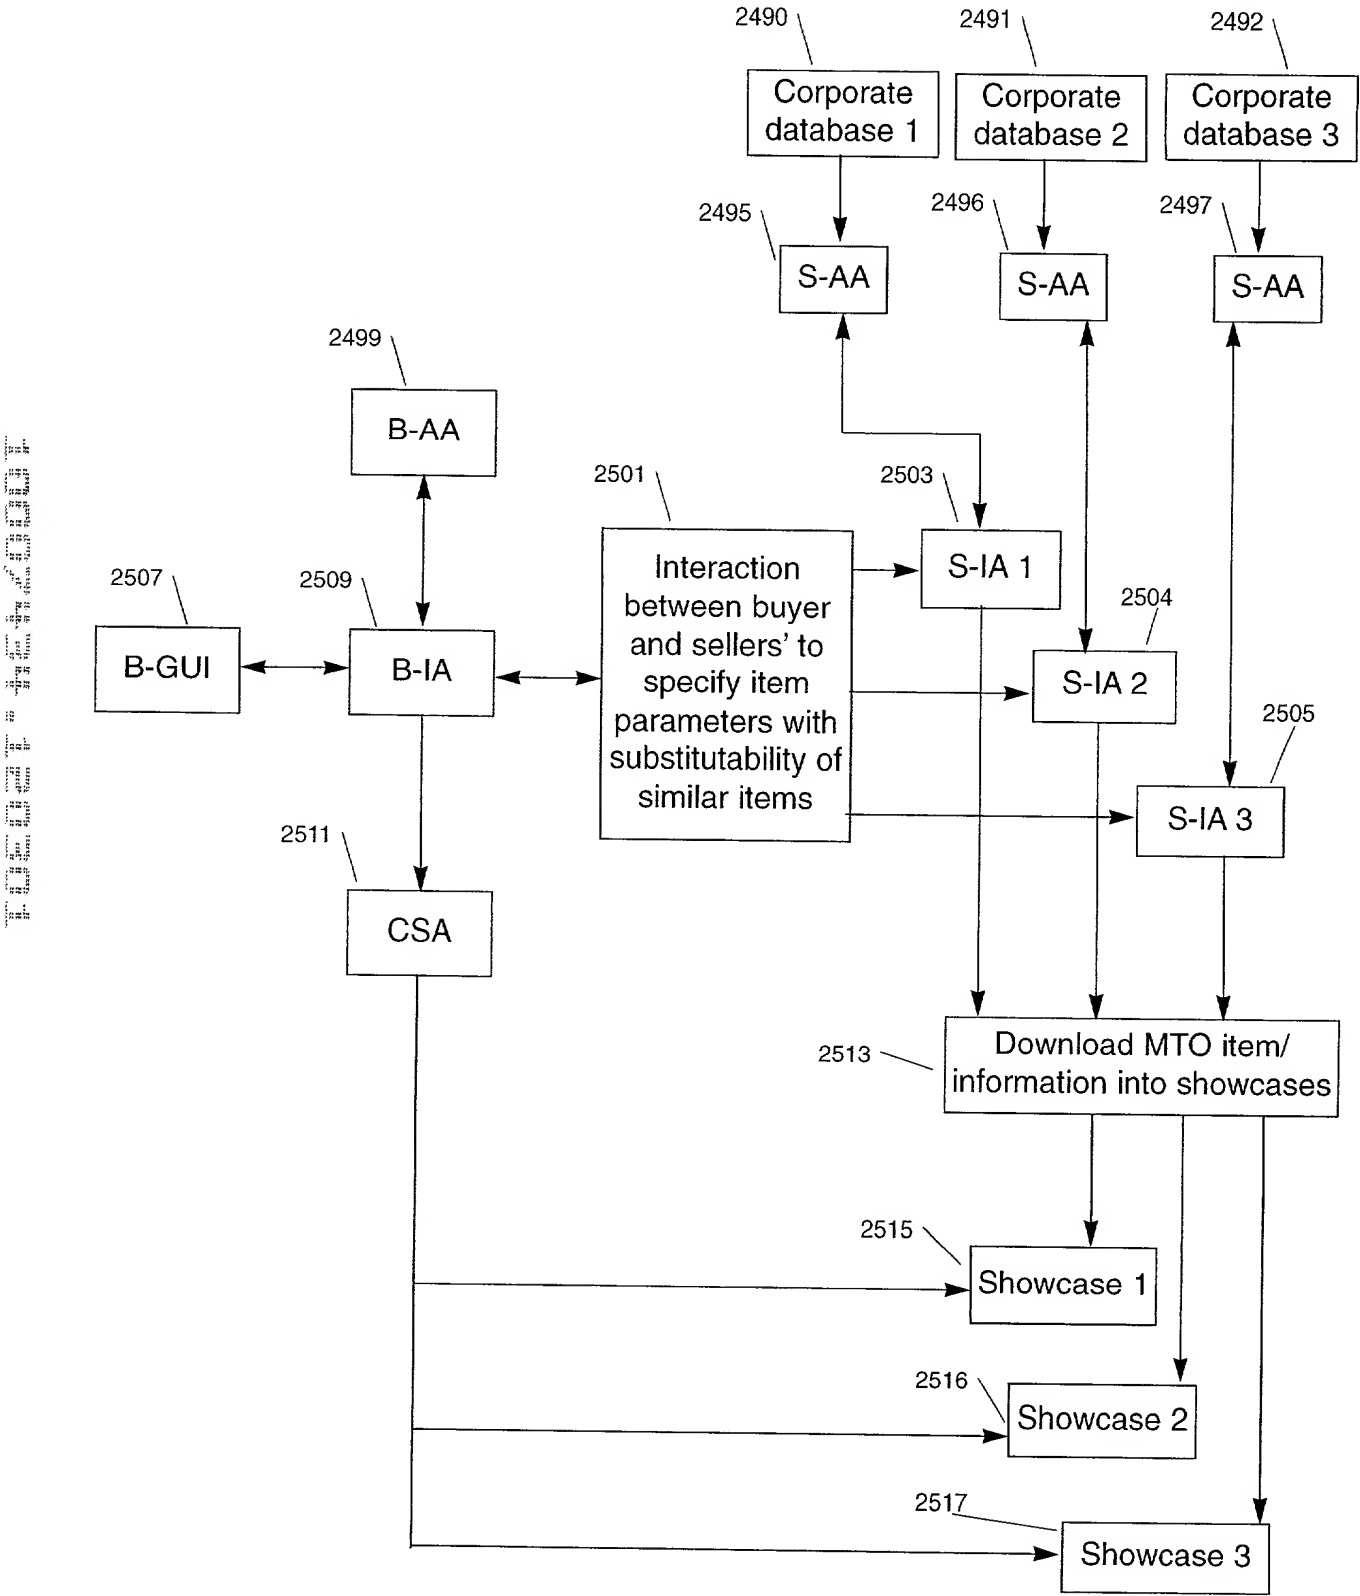 2490
2491
2492
Corporate
database 1
Corporate
database 2
Corporate
database 3
2495
2496
2497
S-AA
S-AA
S-AA
2499
B-AA
2501
2503
Interaction
between buyer
and sellers’ to
specify item
parameters with
substitutability of
similar items
S-IA 1
2507
2509
2504
B-GUI
B-IA
S-IA 2
2505
S-IA 3
2511
CSA
2513
Download MTO item/
information into showcases
2515
Showcase 1
2516
Showcase 2
2517
Showcase 3